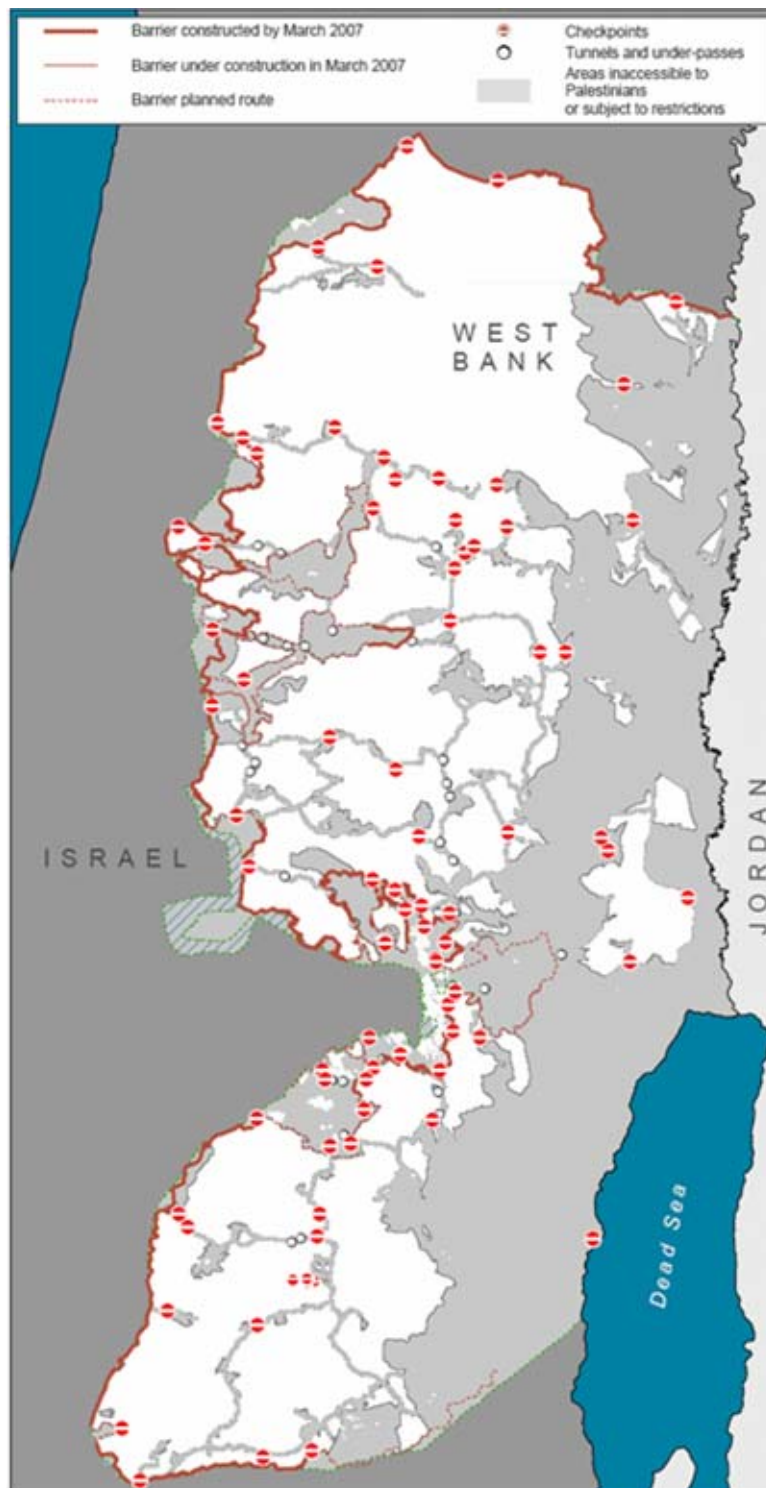 Barrier constructed by March 2007
Barrier under construction in March 2007
Barrier planned route
Checkpoints
Tunnels and under-passes
Areas inaccessible to
Palestinians
or subject to restrictions
WEST
BANK
ISRAEL
JORDAN
Dead Sea